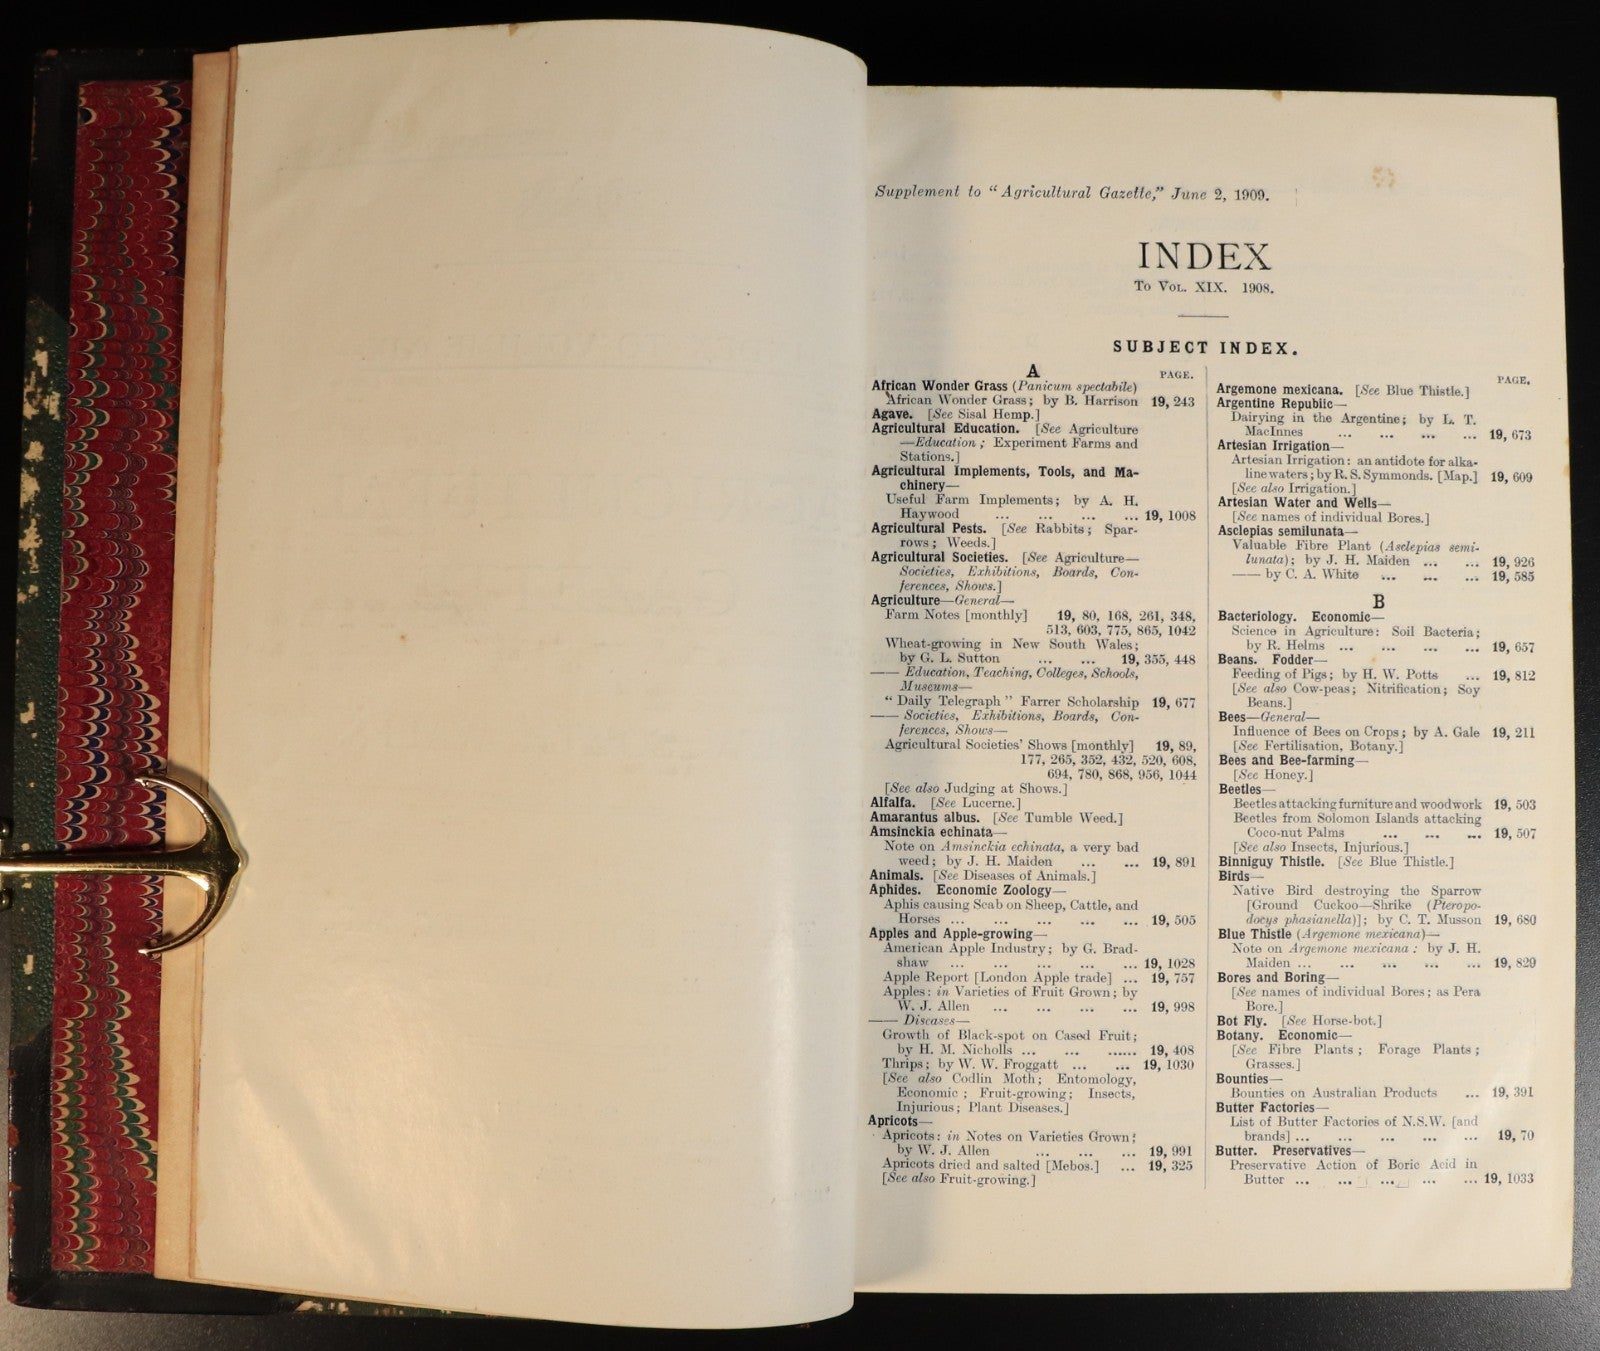 Supplement to “Agricultural Gazette,” June 2, 1909.
INDEX
To Vol. XIX. 1908.
SUBJECT INDEX.
A
PAGE.
African Wonder Grass (Panicum spectabile)
African Wonder Grass; by B. Harrison 19, 243
Agave. [See Sisal Hemp.]
Agricultural Education. [See Agriculture
—Education; Experiment Farms and
Stations.]
Agricultural Implements, Tools, and Ma-
chinery—
Useful Farm Implements; by A. H.
Haywood ... ... ... ... 19, 1008
Agricultural Pests. [See Rabbits; Spar-
rows; Weeds.]
Agricultural Societies. [See Agriculture—
Societies, Exhibitions, Boards, Con-
ferences, Shows.]
Agriculture—General—
Farm Notes [monthly] 19, 80, 168, 261, 348,
513, 603, 775, 865, 1042
Wheat-growing in New South Wales;
by G. L. Sutton ... ... 19, 355, 448
—— Education, Teaching, Colleges, Schools,
Museums—
“Daily Telegraph” Farrer Scholarship 19, 677
—— Societies, Exhibitions, Boards, Con-
ferences, Shows—
Agricultural Societies’ Shows [monthly] 19, 89,
177, 265, 352, 432, 520, 608,
694, 780, 868, 956, 1044
[See also Judging at Shows.]
Alfalfa. [See Lucerne.]
Amarantus albus. [See Tumble Weed.]
Amsinckia echinata—
Note on Amsinckia echinata, a very bad
weed; by J. H. Maiden ... ... 19, 891
Animals. [See Diseases of Animals.]
Aphides. Economic Zoology—
Aphis causing Scab on Sheep, Cattle, and
Horses ... ... ... ... ... 19, 505
Apples and Apple-growing—
American Apple Industry; by G. Brad-
shaw ... ... ... ... ... 19, 1028
Apple Report [London Apple trade] ... 19, 757
Apples: in Varieties of Fruit Grown; by
W. J. Allen ... ... ... ... 19, 998
—— Diseases—
Growth of Black-spot on Cased Fruit;
by H. M. Nicholls ... ... ...... 19, 408
Thrips; by W. W. Froggatt ... ... 19, 1030
[See also Codlin Moth; Entomology,
Economic; Fruit-growing; Insects,
Injurious; Plant Diseases.]
Apricots—
Apricots: in Notes on Varieties Grown;
by W. J. Allen ... ... ... 19, 991
Apricots dried and salted [Mebos.] ... 19, 325
[See also Fruit-growing.]
PAGE.
Argemone mexicana. [See Blue Thistle.]
Argentine Republic—
Dairying in the Argentine; by L. T.
MacInnes ... ... ... ... 19, 673
Artesian Irrigation—
Artesian Irrigation: an antidote for alka-
line waters; by R. S. Symmonds. [Map.] 19, 609
[See also Irrigation.]
Artesian Water and Wells—
[See names of individual Bores.]
Asclepias semilunata—
Valuable Fibre Plant (Asclepias semi-
lunata); by J. H. Maiden ... ... 19, 926
—— by C. A. White ... ... ... 19, 585
B
Bacteriology. Economic—
Science in Agriculture: Soil Bacteria;
by R. Helms ... ... ... ... 19, 657
Beans. Fodder—
Feeding of Pigs; by H. W. Potts ... 19, 812
[See also Cow-peas; Nitrification; Soy
Beans.]
Bees—General—
Influence of Bees on Crops; by A. Gale 19, 211
[See Fertilisation, Botany.]
Bees and Bee-farming—
[See Honey.]
Beetles—
Beetles attacking furniture and woodwork 19, 503
Beetles from Solomon Islands attacking
Coco-nut Palms ... ... ... 19, 507
[See also Insects, Injurious.]
Binniguy Thistle. [See Blue Thistle.]
Birds—
Native Bird destroying the Sparrow
[Ground Cuckoo—Shrike (Pteropo-
docys phasianella)]; by C. T. Musson 19, 680
Blue Thistle (Argemone mexicana)—
Note on Argemone mexicana: by J. H.
Maiden ... ... ... ... ... 19, 829
Bores and Boring—
[See names of individual Bores; as Pera
Bore.]
Bot Fly. [See Horse-bot.]
Botany. Economic—
[See Fibre Plants; Forage Plants;
Grasses.]
Bounties—
Bounties on Australian Products ... 19, 391
Butter Factories—
List of Butter Factories of N.S.W. [and
brands] ... ... ... ... ... 19, 70
Butter. Preservatives—
Preservative Action of Boric Acid in
Butter ... ... ... ... ... 19, 1033